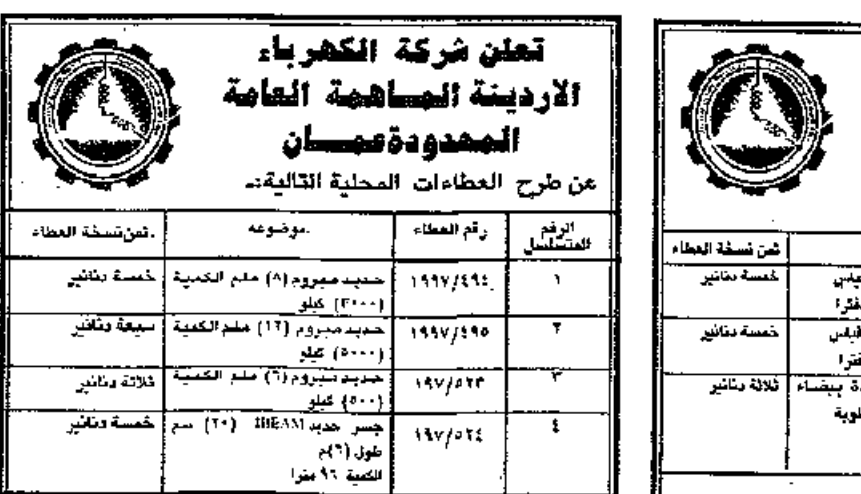 تعلن شركة الكهرباء
الاردنية المساهمة العامة
المحدودة عمــان
عن طرح العطاءات المحلية التالية:ـ
الرقم المتسلسل
رقم العطاء
موضوعه.
ثمن نسخة العطاء.
١
١٩٩٧/٤٩٤
حديد مبروم (٨) ملم الكمية
(٣٠٠٠) كيلو
خمسة دنانير
٢
١٩٩٧/٤٩٥
حديد مبروم (١٢) ملم الكمية
(٥٠٠٠) كيلو
سبعة دنانير
٣
١٩٧/٥٢٣
حديد مبروم (٦) ملم الكمية
(٥٠٠) كيلو
ثلاثة دنانير
٤
١٩٧/٥٢٤
جسر حديد IBEAM (٢٠) سم
طول (٦)م
الكمية ٩٦ مترا
خمسة دنانير
ثمن نسخة العطاء
خمسة دنانير
خمسة دنانير
بيضاء
ثلاثة دنانير